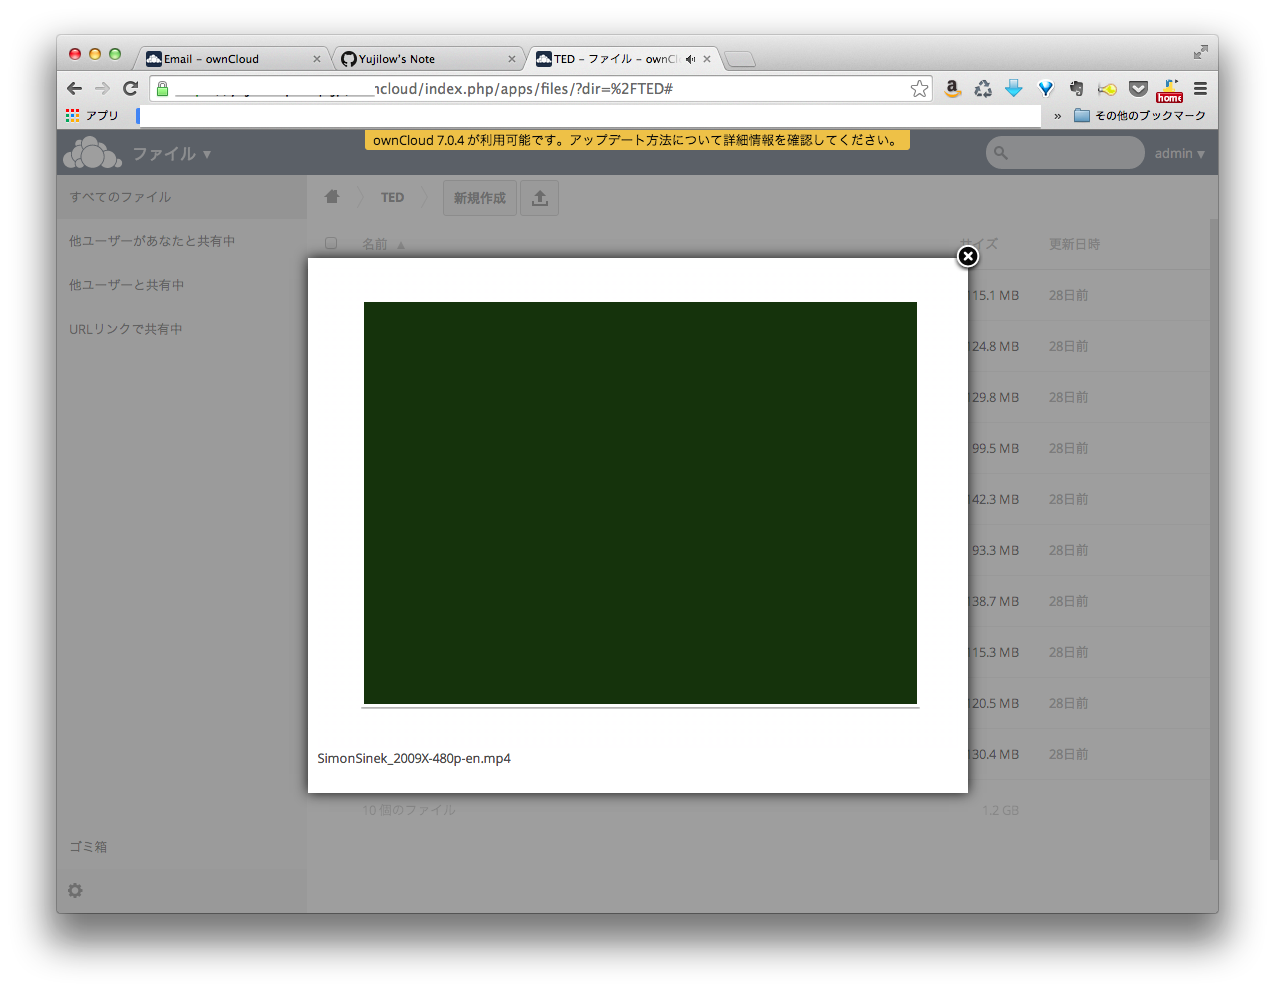 Email – ownCloud
Yujilow's Note
TED – ファイル – ownCl
ncloud/index.php/apps/files/?dir=%2FTED#
home
アプリ
»
その他のブックマーク
ownCloud 7.0.4 が利用可能です。アップデート方法について詳細情報を確認してください。
ファイル ▼
admin ▼
すべてのファイル
TED
新規作成
他ユーザーがあなたと共有中
名前 ▲
サイズ
更新日時
他ユーザーと共有中
115.1 MB
28日前
URLリンクで共有中
124.8 MB
28日前
129.8 MB
28日前
99.5 MB
28日前
142.3 MB
28日前
93.3 MB
28日前
138.7 MB
28日前
115.3 MB
28日前
120.5 MB
28日前
130.4 MB
28日前
SimonSinek_2009X-480p-en.mp4
10 個のファイル
1.2 GB
ゴミ箱